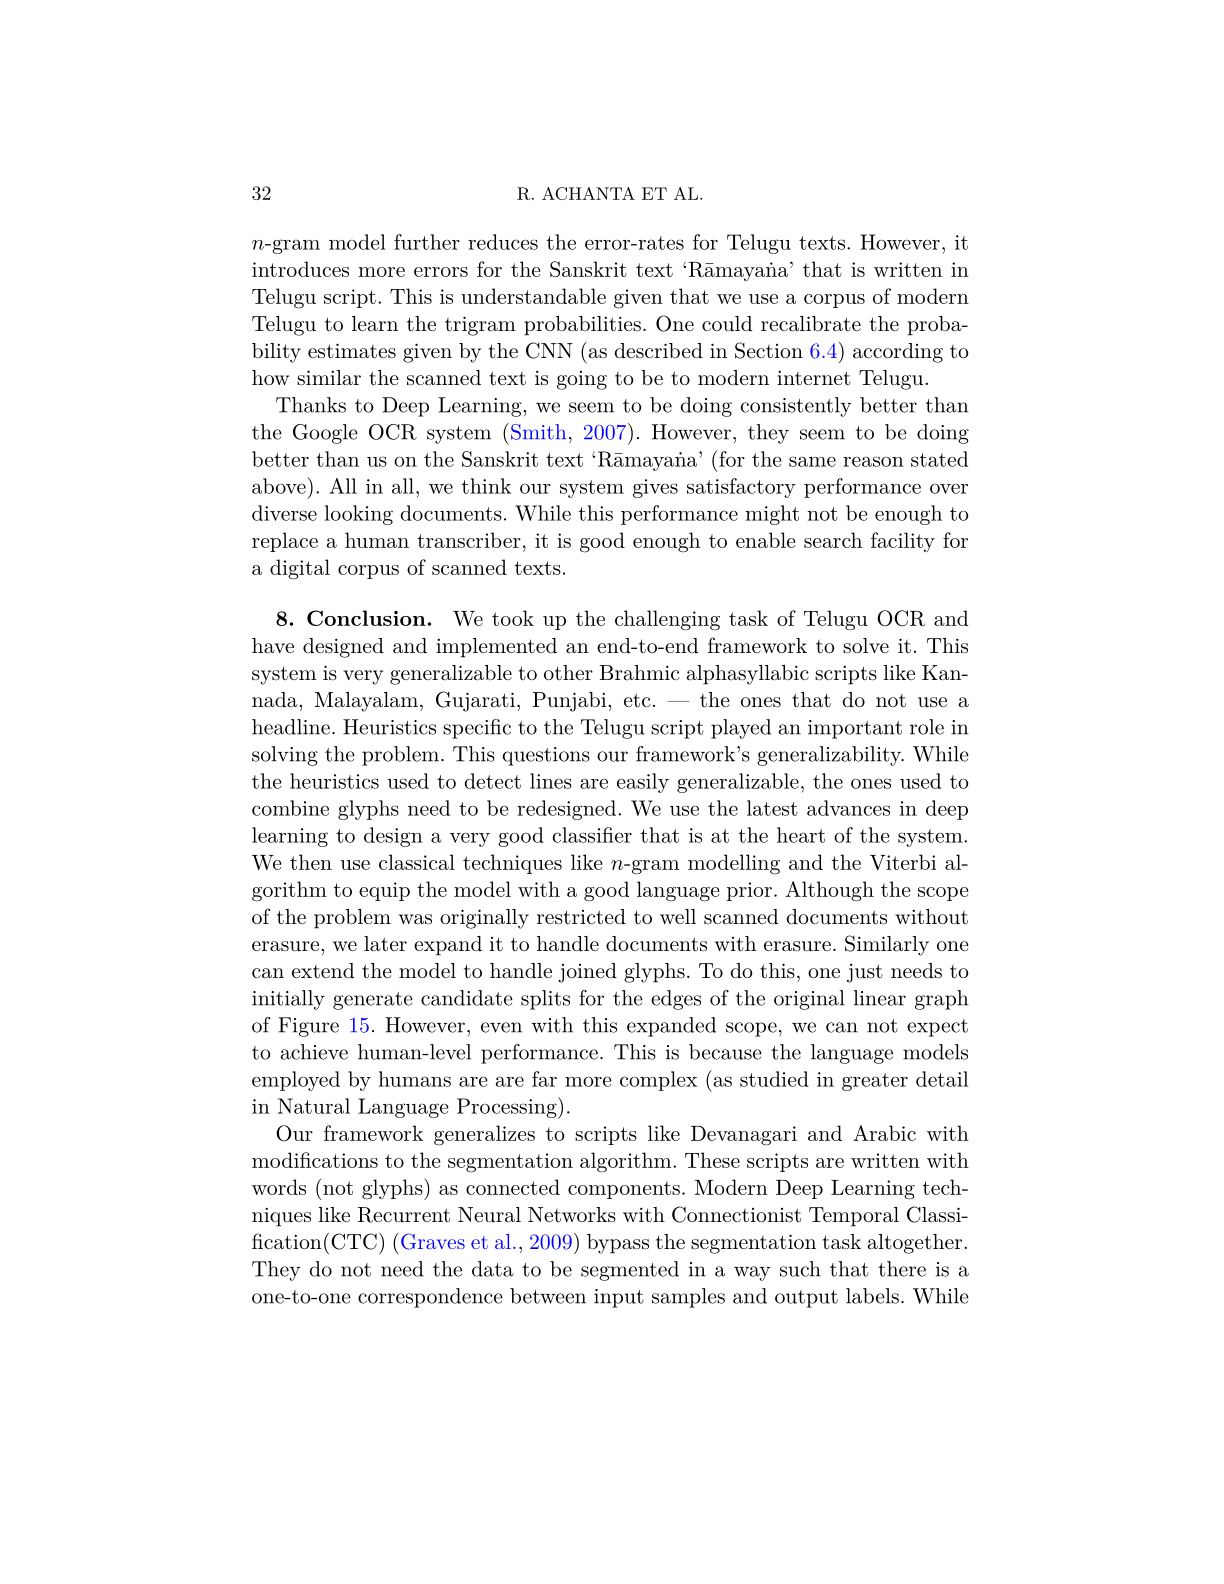 32
R. ACHANTA ET AL.
n-gram model further reduces the error-rates for Telugu texts. However, it
introduces more errors for the Sanskrit text ‘Rāmayaṅa’ that is written in
Telugu script. This is understandable given that we use a corpus of modern
Telugu to learn the trigram probabilities. One could recalibrate the proba-
bility estimates given by the CNN (as described in Section 6.4) according to
how similar the scanned text is going to be to modern internet Telugu.
Thanks to Deep Learning, we seem to be doing consistently better than
the Google OCR system (Smith, 2007). However, they seem to be doing
better than us on the Sanskrit text ‘Rāmayaṅa’ (for the same reason stated
above). All in all, we think our system gives satisfactory performance over
diverse looking documents. While this performance might not be enough to
replace a human transcriber, it is good enough to enable search facility for
a digital corpus of scanned texts.
8. Conclusion. We took up the challenging task of Telugu OCR and
have designed and implemented an end-to-end framework to solve it. This
system is very generalizable to other Brahmic alphasyllabic scripts like Kan-
nada, Malayalam, Gujarati, Punjabi, etc. — the ones that do not use a
headline. Heuristics specific to the Telugu script played an important role in
solving the problem. This questions our framework’s generalizability. While
the heuristics used to detect lines are easily generalizable, the ones used to
combine glyphs need to be redesigned. We use the latest advances in deep
learning to design a very good classifier that is at the heart of the system.
We then use classical techniques like n-gram modelling and the Viterbi al-
gorithm to equip the model with a good language prior. Although the scope
of the problem was originally restricted to well scanned documents without
erasure, we later expand it to handle documents with erasure. Similarly one
can extend the model to handle joined glyphs. To do this, one just needs to
initially generate candidate splits for the edges of the original linear graph
of Figure 15. However, even with this expanded scope, we can not expect
to achieve human-level performance. This is because the language models
employed by humans are are far more complex (as studied in greater detail
in Natural Language Processing).
Our framework generalizes to scripts like Devanagari and Arabic with
modifications to the segmentation algorithm. These scripts are written with
words (not glyphs) as connected components. Modern Deep Learning tech-
niques like Recurrent Neural Networks with Connectionist Temporal Classi-
fication(CTC) (Graves et al., 2009) bypass the segmentation task altogether.
They do not need the data to be segmented in a way such that there is a
one-to-one correspondence between input samples and output labels. While